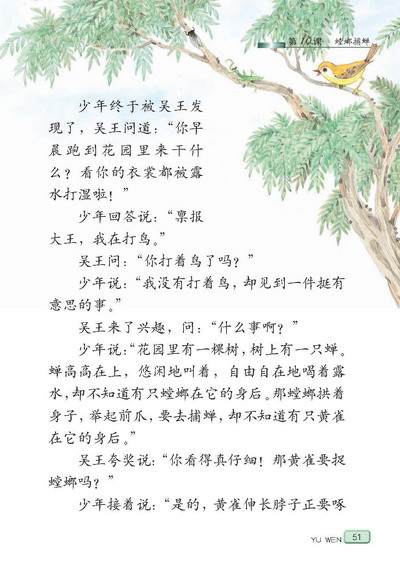 第10课 螳螂捕蝉
少年终于被吴王发
现了，吴王问道：“你早
晨跑到花园里来干什
么？看你的衣裳都被露
水打湿啦！”
少年回答说：“禀报
大王，我在打鸟。”
吴王问：“你打着鸟了吗？”
少年说：“我没有打着鸟，却见到一件挺有
意思的事。”
吴王来了兴趣，问：“什么事啊？”
少年说：“花园里有一棵树，树上有一只蝉。
蝉高高在上，悠闲地叫着，自由自在地喝着露
水，却不知道有只螳螂在它的身后。那螳螂拱着
身子，举起前爪，要去捕蝉，却不知道有只黄雀
在它的身后。”
吴王夸奖说：“你看得真仔细！那黄雀要捉
螳螂吗？”
少年接着说：“是的，黄雀伸长脖子正要啄
YU WEN 51